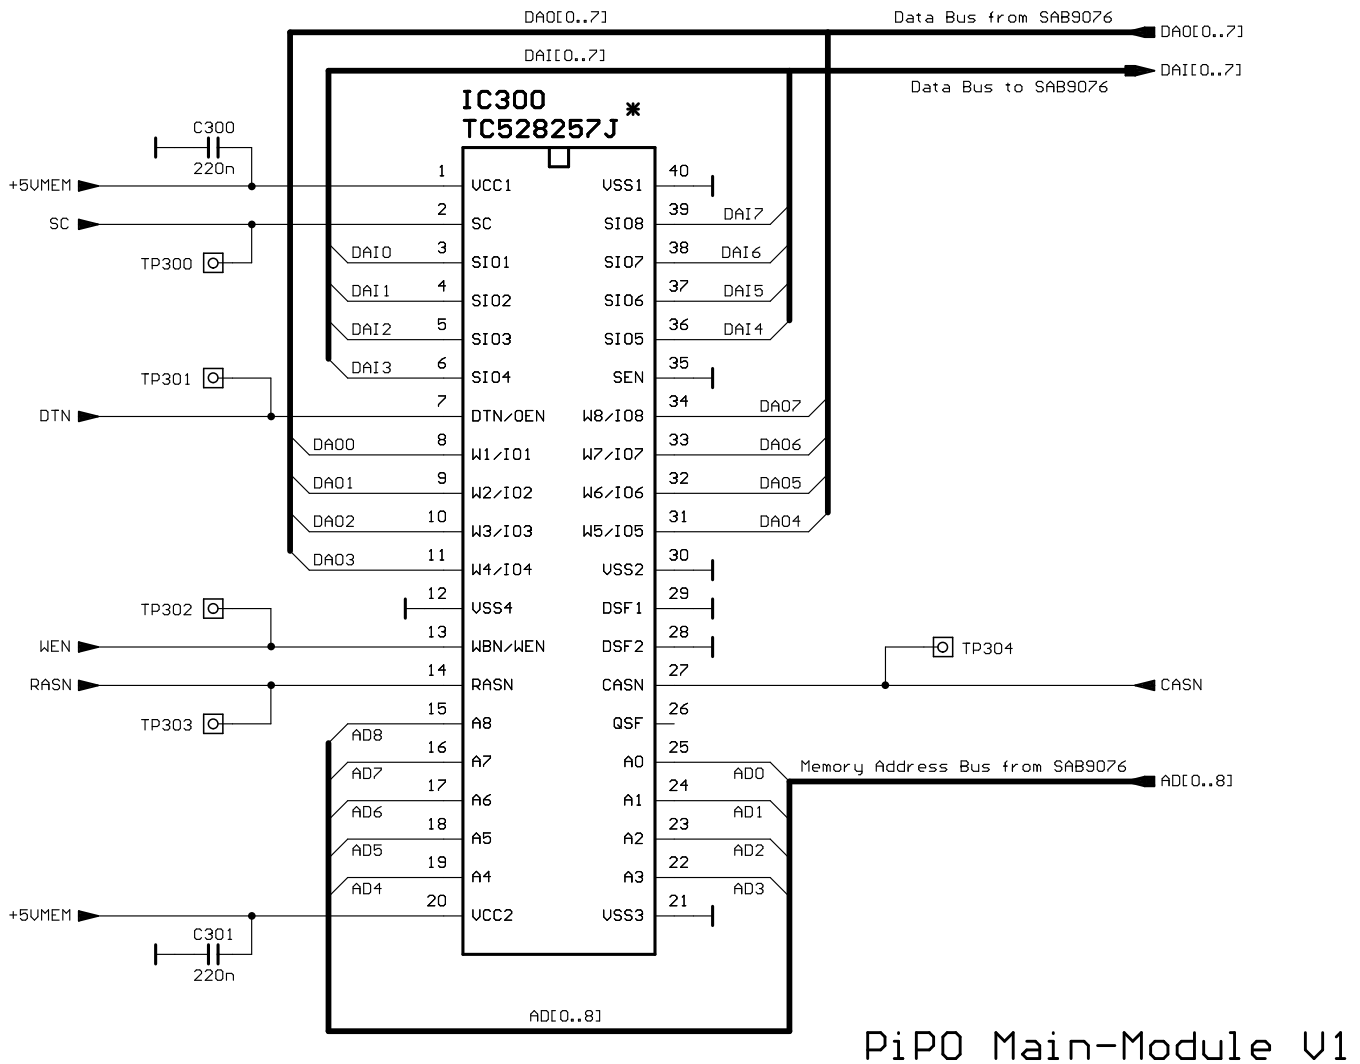 DAO[0..7] Data Bus from SAB9076 DAO[0..7]
DAI[0..7] DAI[0..7]
Data Bus to SAB9076
IC300 *
TC528257J
C300
220n
+5VMEM 1 VCC1 VSS1 40
SC 2 SC SIO8 39 DAI7
TP300 DAI0 3 SIO1 SIO7 38 DAI6
DAI1 4 SIO2 SIO6 37 DAI5
DAI2 5 SIO3 SIO5 36 DAI4
TP301 DAI3 6 SIO4 SEN 35
DTN 7 DTN/OEN W8/IO8 34 DAO7
DAO0 8 W1/IO1 W7/IO7 33 DAO6
DAO1 9 W2/IO2 W6/IO6 32 DAO5
DAO2 10 W3/IO3 W5/IO5 31 DAO4
DAO3 11 W4/IO4 VSS2 30
TP302 12 VSS4 DSF1 29
WEN 13 WBN/WEN DSF2 28 TP304
RASN 14 RASN CASN 27 CASN
TP303 15 A8 QSF 26
AD8
16 A7 A0 25
AD7 AD0 Memory Address Bus from SAB9076 AD[0..8]
17 A6 A1 24
AD6 AD1
18 A5 A2 23
AD5 AD2
19 A4 A3 22
AD4 AD3
+5VMEM 20 VCC2 VSS3 21
C301
220n
AD[0..8]
PiPO Main-Module V1